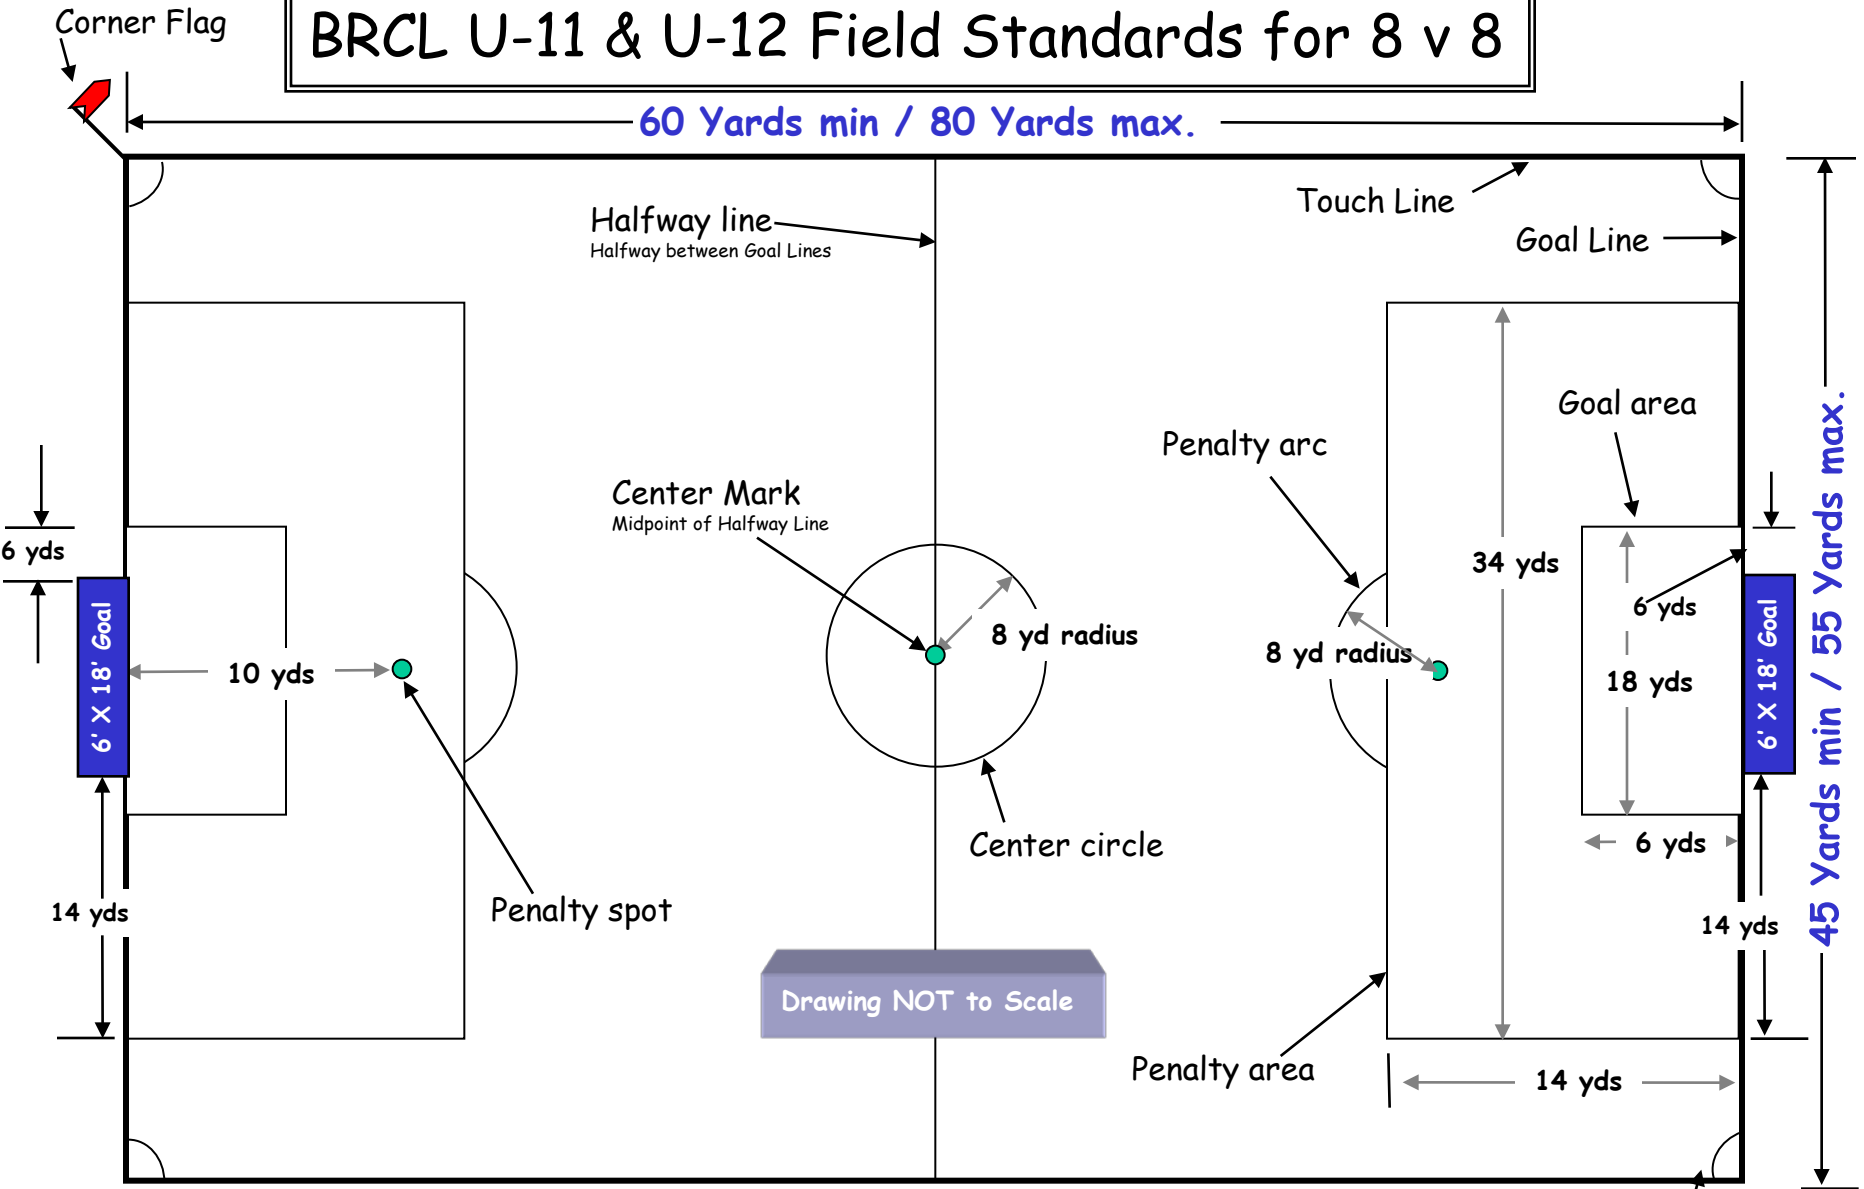 Corner Flag
BRCL U-11 & U-12 Field Standards for 8 v 8
60 Yards min / 80 Yards max.
Touch Line
Halfway line
Halfway between Goal Lines
Goal Line
Goal area
Penalty arc
Center Mark
Midpoint of Halfway Line
6 yds
34 yds
6 yds
8 yd radius
8 yd radius
10 yds
18 yds
6' X 18' Goal
6' X 18' Goal
45 Yards min / 55 Yards max.
Center circle
6 yds
Penalty spot
14 yds
14 yds
Drawing NOT to Scale
Penalty area
14 yds